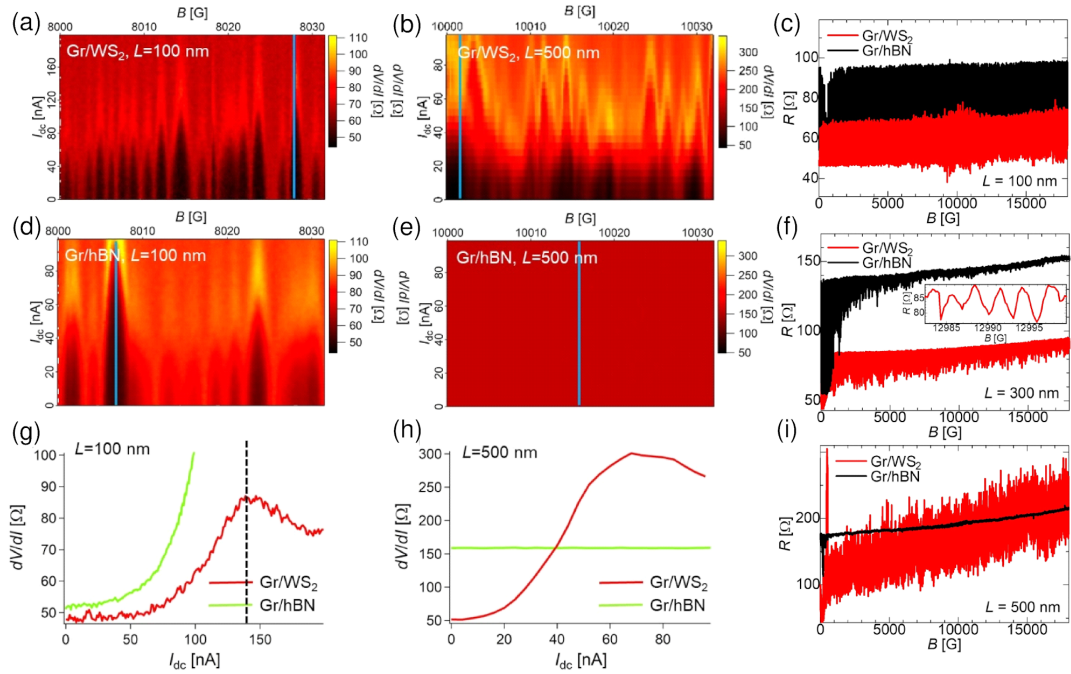 (a)
B [G]
8000 8010 8020 8030
Gr/WS2, L=100 nm
Idc [nA]
160
120
80
40
0
110
100
90
80
70
60
50
dV/dI [Ω]
(b)
B [G]
10000 10010 10020 10030
Gr/WS2, L=500 nm
dV/dI [Ω]
Idc [nA]
80
60
40
20
0
300
250
200
150
100
50
dV/dI [Ω]
(c)
Gr/WS2
Gr/hBN
R [Ω]
120
100
80
60
40
L = 100 nm
0 5000 10000 15000
B [G]
(d)
B [G]
8000 8010 8020 8030
Gr/hBN, L=100 nm
Idc [nA]
80
60
40
20
0
110
100
90
80
70
60
50
dV/dI [Ω]
(e)
B [G]
10000 10010 10020 10030
Gr/hBN, L=500 nm
[Ω]
Idc [nA]
80
60
40
20
0
300
250
200
150
100
50
dV/dI [Ω]
(f)
Gr/WS2
Gr/hBN
R [Ω]
150
100
50
R [Ω]
85
80
12985 12990 12995
B [G]
L = 300 nm
0 5000 10000 15000
B [G]
(g)
L=100 nm
dV/dI [Ω]
100
90
80
70
60
50
Gr/WS2
Gr/hBN
0 50 100 150
Idc [nA]
(h)
L=500 nm
dV/dI [Ω]
300
250
200
150
100
50
Gr/WS2
Gr/hBN
0 20 40 60 80
Idc [nA]
(i)
Gr/WS2
Gr/hBN
R [Ω]
200
100
L = 500 nm
0 5000 10000 15000
B [G]